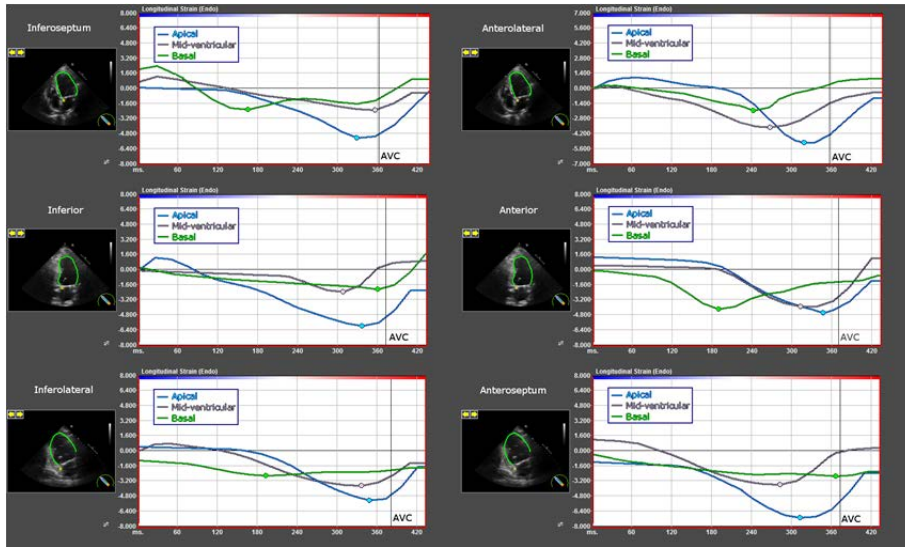 Inferoseptum
Longitudinal Strain (Endo)
8.000
6.400
4.800
3.200
1.600
0.000
-1.600
-3.200
-4.800
-6.400
-8.000
Apical
Mid-ventricular
Basal
AVC
ms. 60 120 180 240 300 360 420
Anterolateral
Longitudinal Strain (Endo)
-7.000
5.600
4.200
2.800
1.400
0.000
-1.400
-2.800
-5.600
-7.000
Apical
Mid-ventricular
Basal
AVC
ms. 60 120 180 240 300 360 420
Inferior
Longitudinal Strain (Endo)
8.000
6.400
4.800
3.200
1.600
0.000
-1.600
-3.200
-4.800
-6.400
-8.000
Apical
Mid-ventricular
Basal
AVC
ms. 60 120 180 240 300 360 420
Anterior
Longitudinal Strain (Endo)
8.000
6.400
4.800
3.200
1.600
0.000
-1.600
-3.200
-4.800
-6.400
-8.000
Apical
Mid-ventricular
Basal
AVC
ms. 60 120 180 240 300 360 420
Inferolateral
Longitudinal Strain (Endo)
8.000
6.400
4.800
3.200
1.600
0.000
-1.600
-3.200
-4.800
-6.400
-8.000
Apical
Mid-ventricular
Basal
AVC
ms. 60 120 180 240 300 360 420
Anteroseptum
Longitudinal Strain (Endo)
8.000
6.400
4.800
3.200
1.600
0.000
-1.600
-3.200
-4.800
-6.400
-8.000
Apical
Mid-ventricular
Basal
AVC
ms. 60 120 180 240 300 360 420